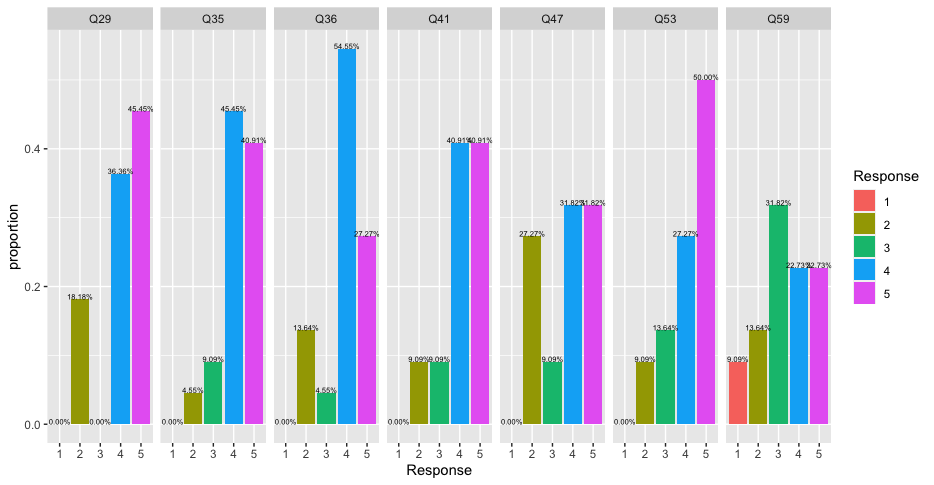 Q29 Q35 Q36 Q41 Q47 Q53 Q59
proportion
0.4
0.2
0.0
0.00% 18.18% 0.00% 36.36% 45.45%
0.00% 4.55% 9.09% 45.45% 40.91%
0.00% 13.64% 4.55% 54.55% 27.27%
0.00% 9.09% 9.09% 40.91% 40.91%
0.00% 27.27% 9.09% 31.82% 31.82%
0.00% 9.09% 13.64% 27.27% 50.00%
9.09% 13.64% 31.82% 22.73% 22.73%
1 2 3 4 5 1 2 3 4 5 1 2 3 4 5 1 2 3 4 5 1 2 3 4 5 1 2 3 4 5 1 2 3 4 5
Response
Response
1
2
3
4
5